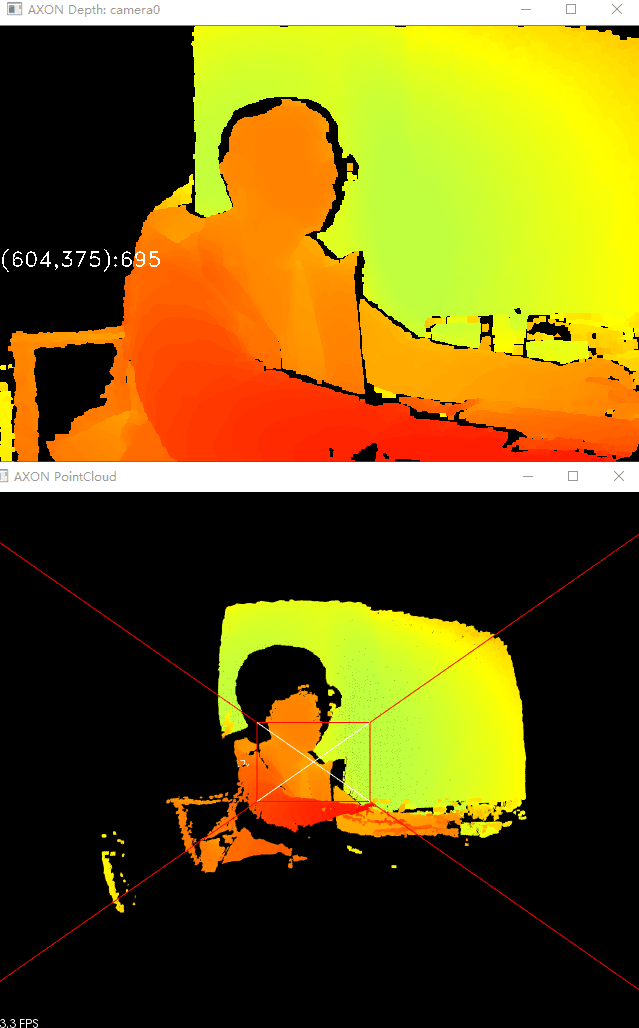 AXON Depth: camera0
(604,375):695
AXON PointCloud
3.3 FPS